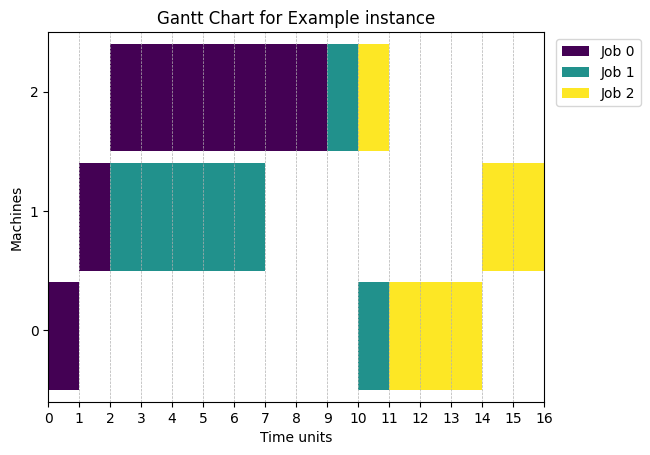 Gantt Chart for Example instance
Job 0
Job 1
Job 2
Machines
2
1
0
0 1 2 3 4 5 6 7 8 9 10 11 12 13 14 15 16
Time units